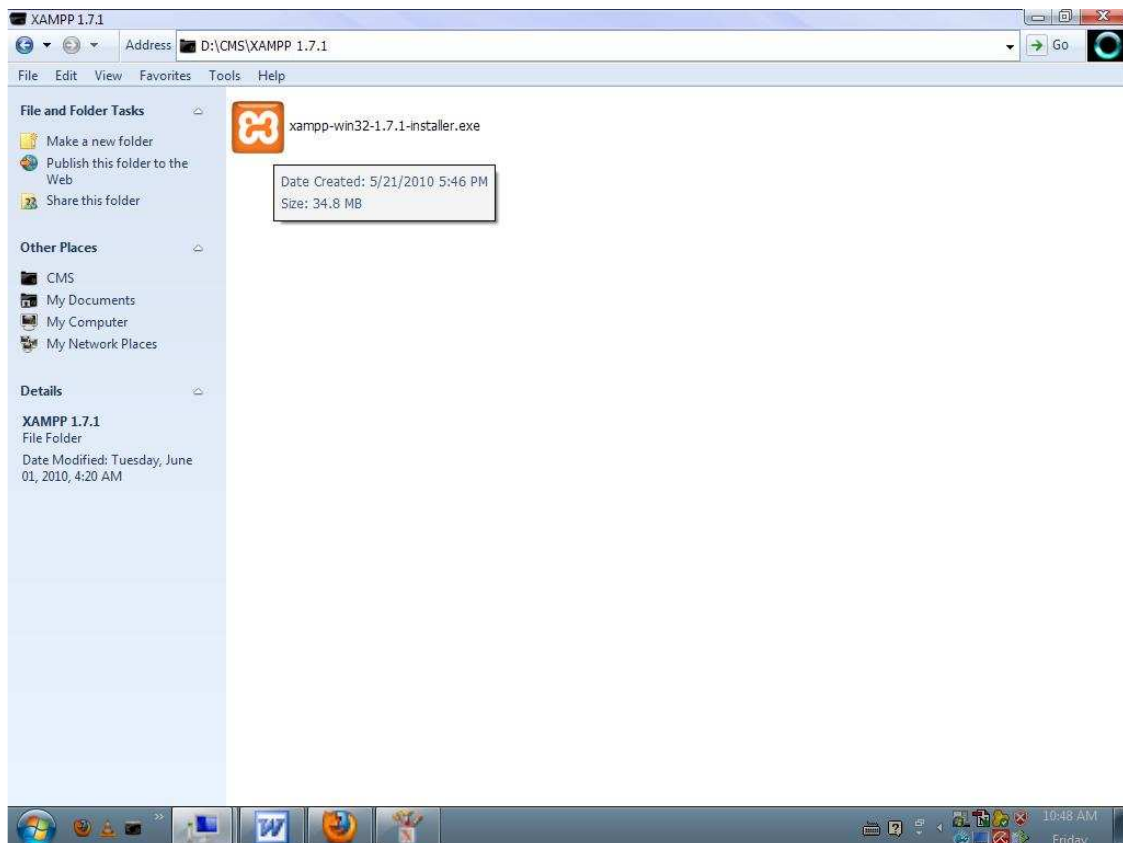 XAMPP 1.7.1
Address D:\CMS\XAMPP 1.7.1 Go
File Edit View Favorites Tools Help
File and Folder Tasks
Make a new folder
Publish this folder to the
Web
Share this folder
Other Places
CMS
My Documents
My Computer
My Network Places
Details
XAMPP 1.7.1
File Folder
Date Modified: Tuesday, June
01, 2010, 4:20 AM
xampp-win32-1.7.1-installer.exe
Date Created: 5/21/2010 5:46 PM
Size: 34.8 MB
10:48 AM
Friday